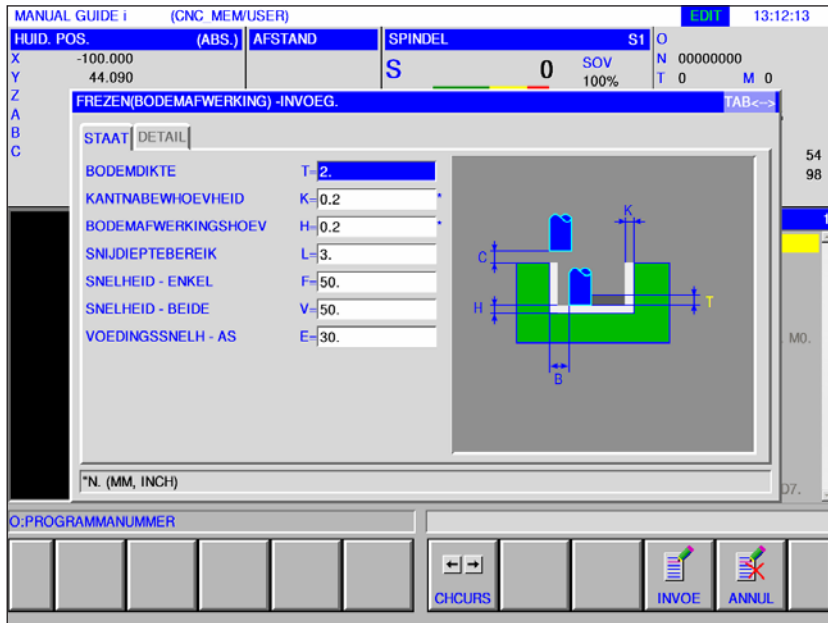 MANUAL GUIDE i (CNC_MEM/USER) EDIT 13:12:13
HUID. POS. (ABS.) AFSTAND SPINDEL S1 O
X -100.000 S 0 SOV N 00000000
Y 44.090 100% T 0 M 0
Z
A
B
C
54
98
FREZEN(BODEMAFWERKING) -INVOEG. TAB<-->
STAAT DETAIL
BODEMDIKTE T= 2.
KANTNABEWHOEVHEID K= 0.2 *
BODEMAFWERKINGSHOEV H= 0.2 *
SNIJDIEPTEBEREIK L= 3.
SNELHEID - ENKEL F= 50.
SNELHEID - BEIDE V= 50.
VOEDINGSSNELH - AS E= 30.
K
C
H
T
B
1
M0.
D7.
"N. (MM, INCH)
O:PROGRAMMANUMMER
CHCURS INVOE ANNUL